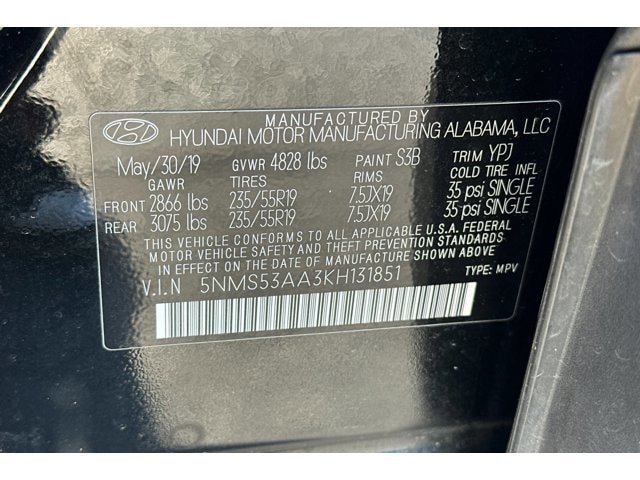 MANUFACTURED BY
HYUNDAI MOTOR MANUFACTURING ALABAMA, LLC
May/30/19 GVWR 4828 lbs PAINT S3B TRIM YPJ
GAWR TIRES RIMS COLD TIRE INFL
FRONT 2866 lbs 235/55R19 7.5JX19 35 psi SINGLE
REAR 3075 lbs 235/55R19 7.5JX19 35 psi SINGLE
THIS VEHICLE CONFORMS TO ALL APPLICABLE U.S.A. FEDERAL
MOTOR VEHICLE SAFETY, BUMPER, AND THEFT PREVENTION STANDARDS
IN EFFECT ON THE DATE OF MANUFACTURE SHOWN ABOVE.
V.I.N 5NMS53AA3KH131851 TYPE: MPV